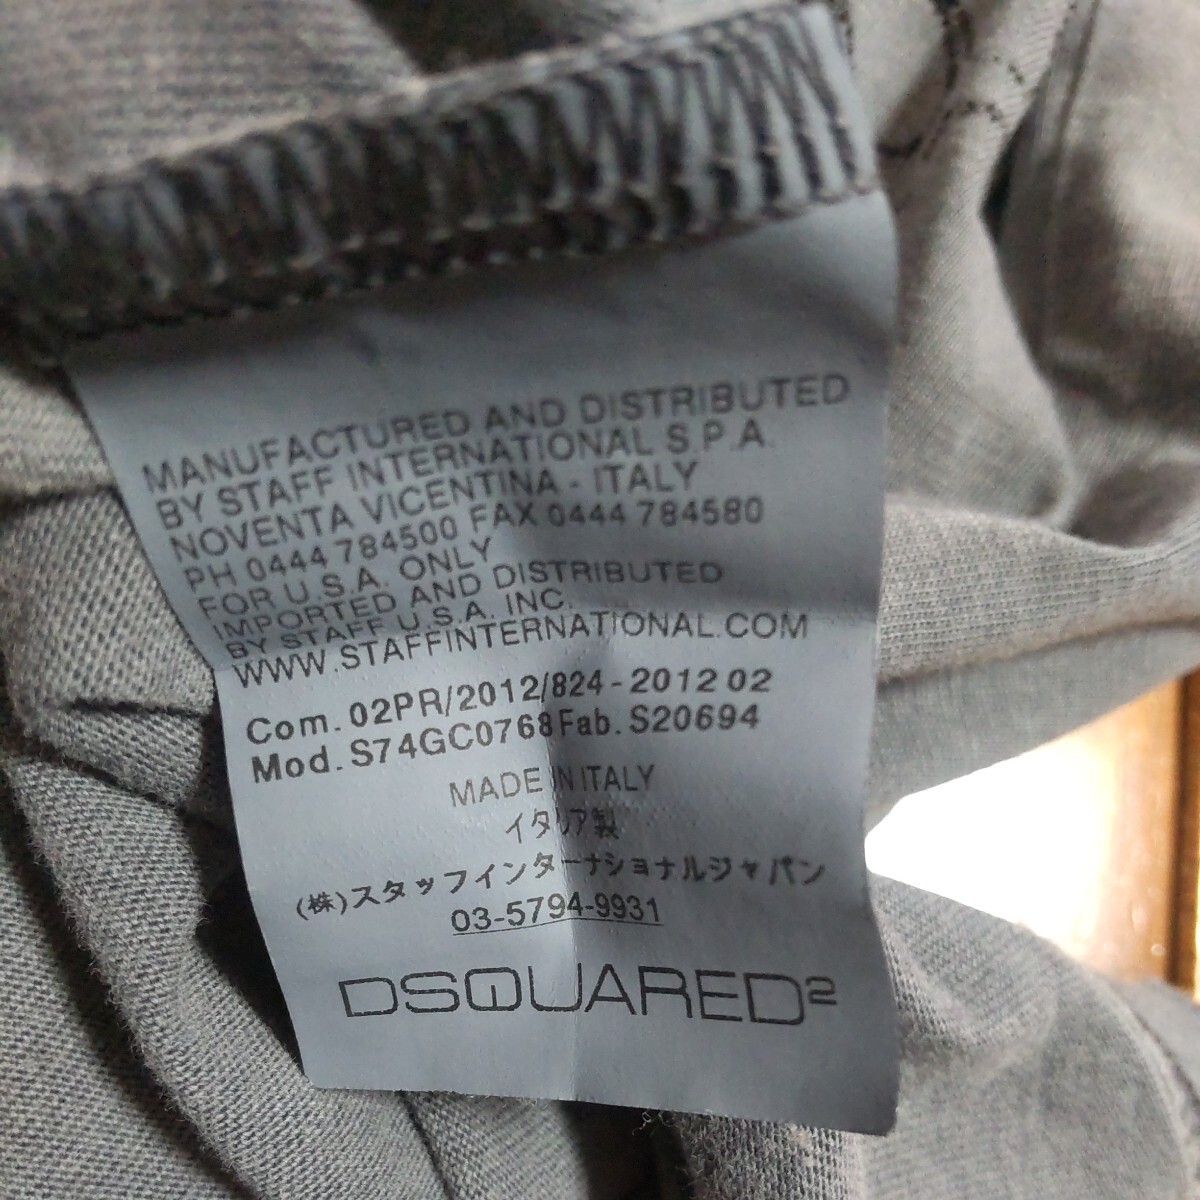 MANUFACTURED AND DISTRIBUTED
BY STAFF INTERNATIONAL S.P.A.
NOVENTA VICENTINA - ITALY
PH 0444 784500 FAX 0444 784580
FOR U.S.A. ONLY
IMPORTED AND DISTRIBUTED
BY STAFF U.S.A. INC.
WWW.STAFFINTERNATIONAL.COM
Com. 02PR/2012/824-2012 02
Mod. S74GC0768 Fab. S20694
MADE IN ITALY
イタリア製
(株)スタッフインターナショナルジャパン
03-5794-9931
DSQUARED2